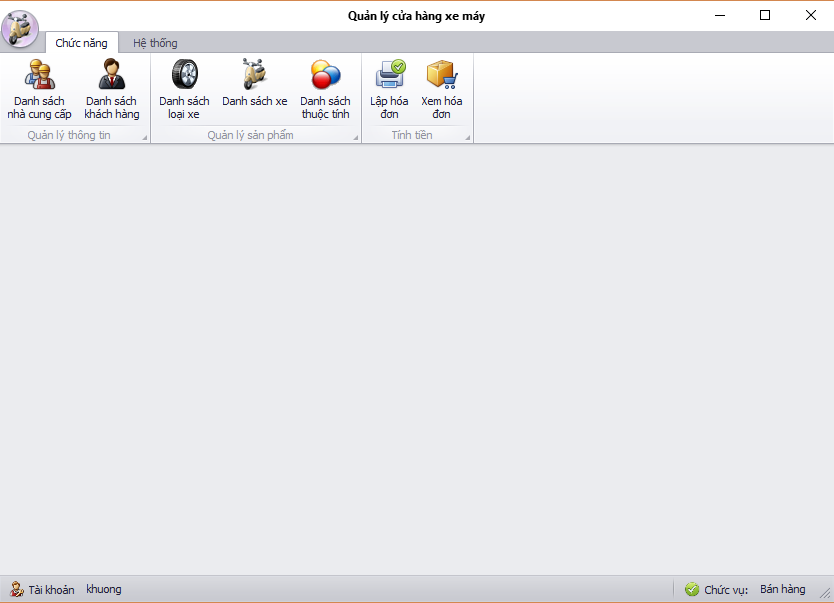 Quản lý cửa hàng xe máy
Chức năng Hệ thống
Danh sách nhà cung cấp
Danh sách khách hàng
Danh sách loại xe
Danh sách xe
Danh sách thuộc tính
Lập hóa đơn
Xem hóa đơn
Quản lý thông tin
Quản lý sản phẩm
Tính tiền
Tài khoản khuong
Chức vụ: Bán hàng